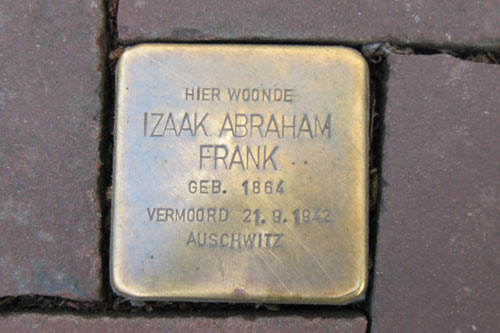 HIER WOONDE
IZAAK ABRAHAM
FRANK
GEB. 1864
VERMOORD 21.9.1942
AUSCHWITZ